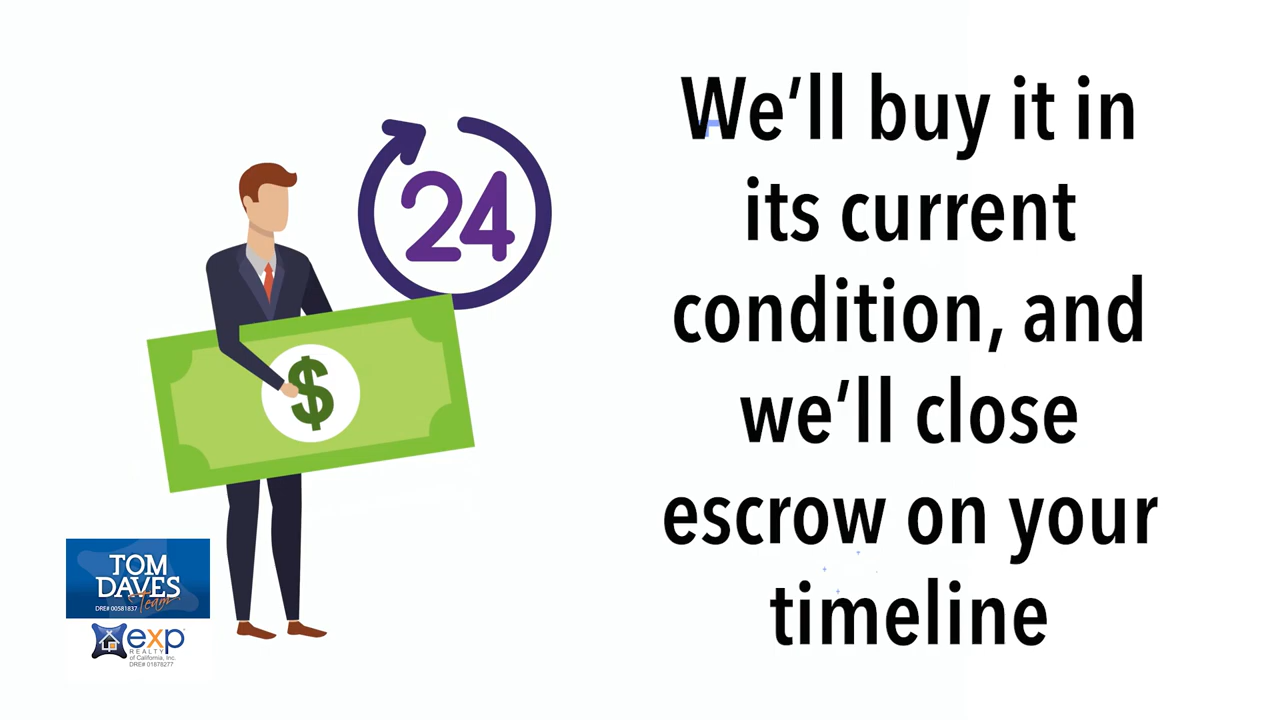 We'll buy it in
its current
condition, and
we'll close
escrow on your
timeline
24
$
TOM
DAVES
Team
DRE# 00581837
exp
REALTY
of California, Inc.
DRE# 01878277